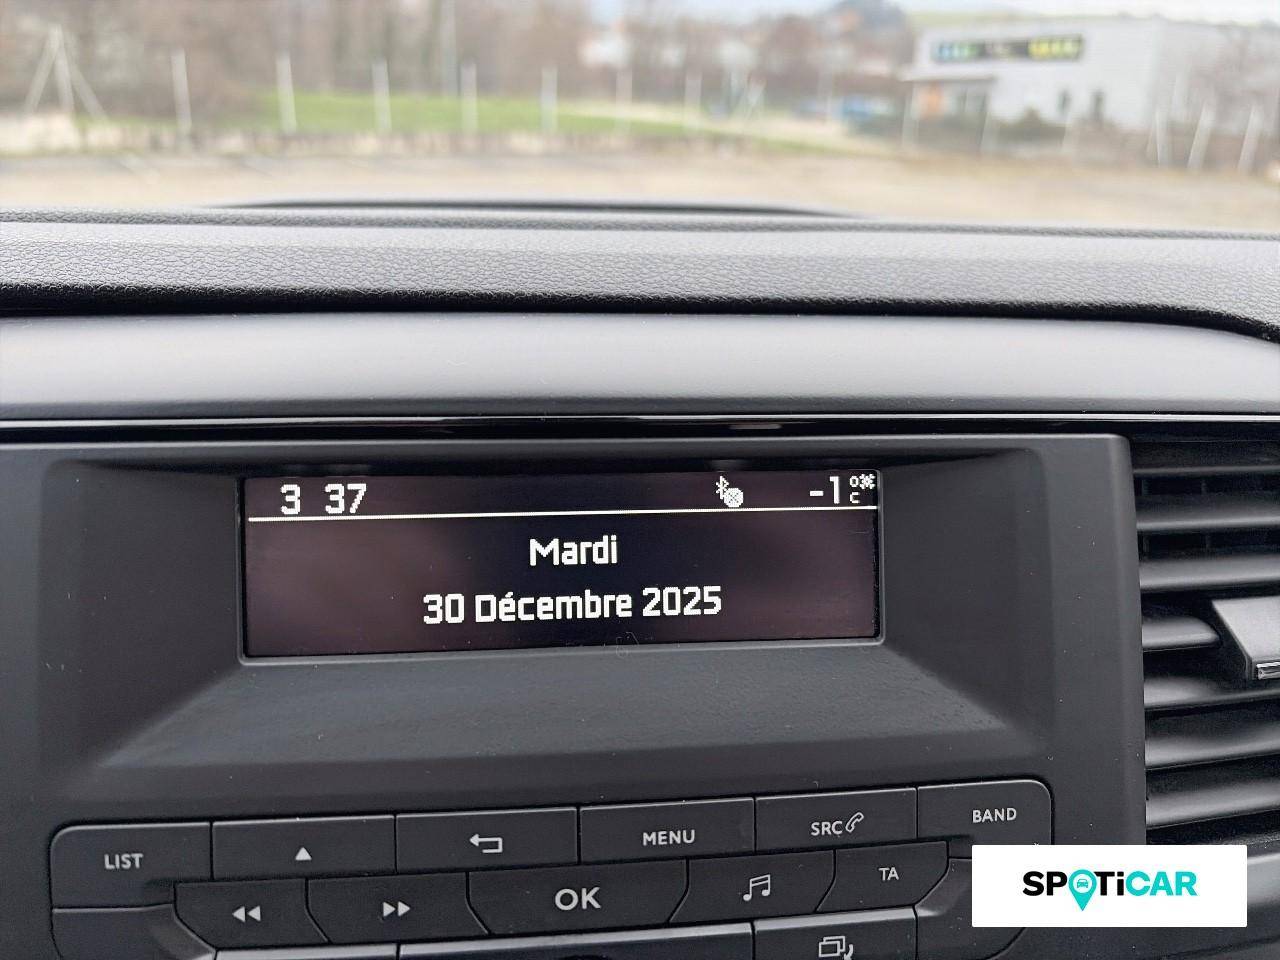 3 37
-1 °C
Mardi
30 Décembre 2025
LIST
MENU
SRC
BAND
OK
TA
SPOTiCAR